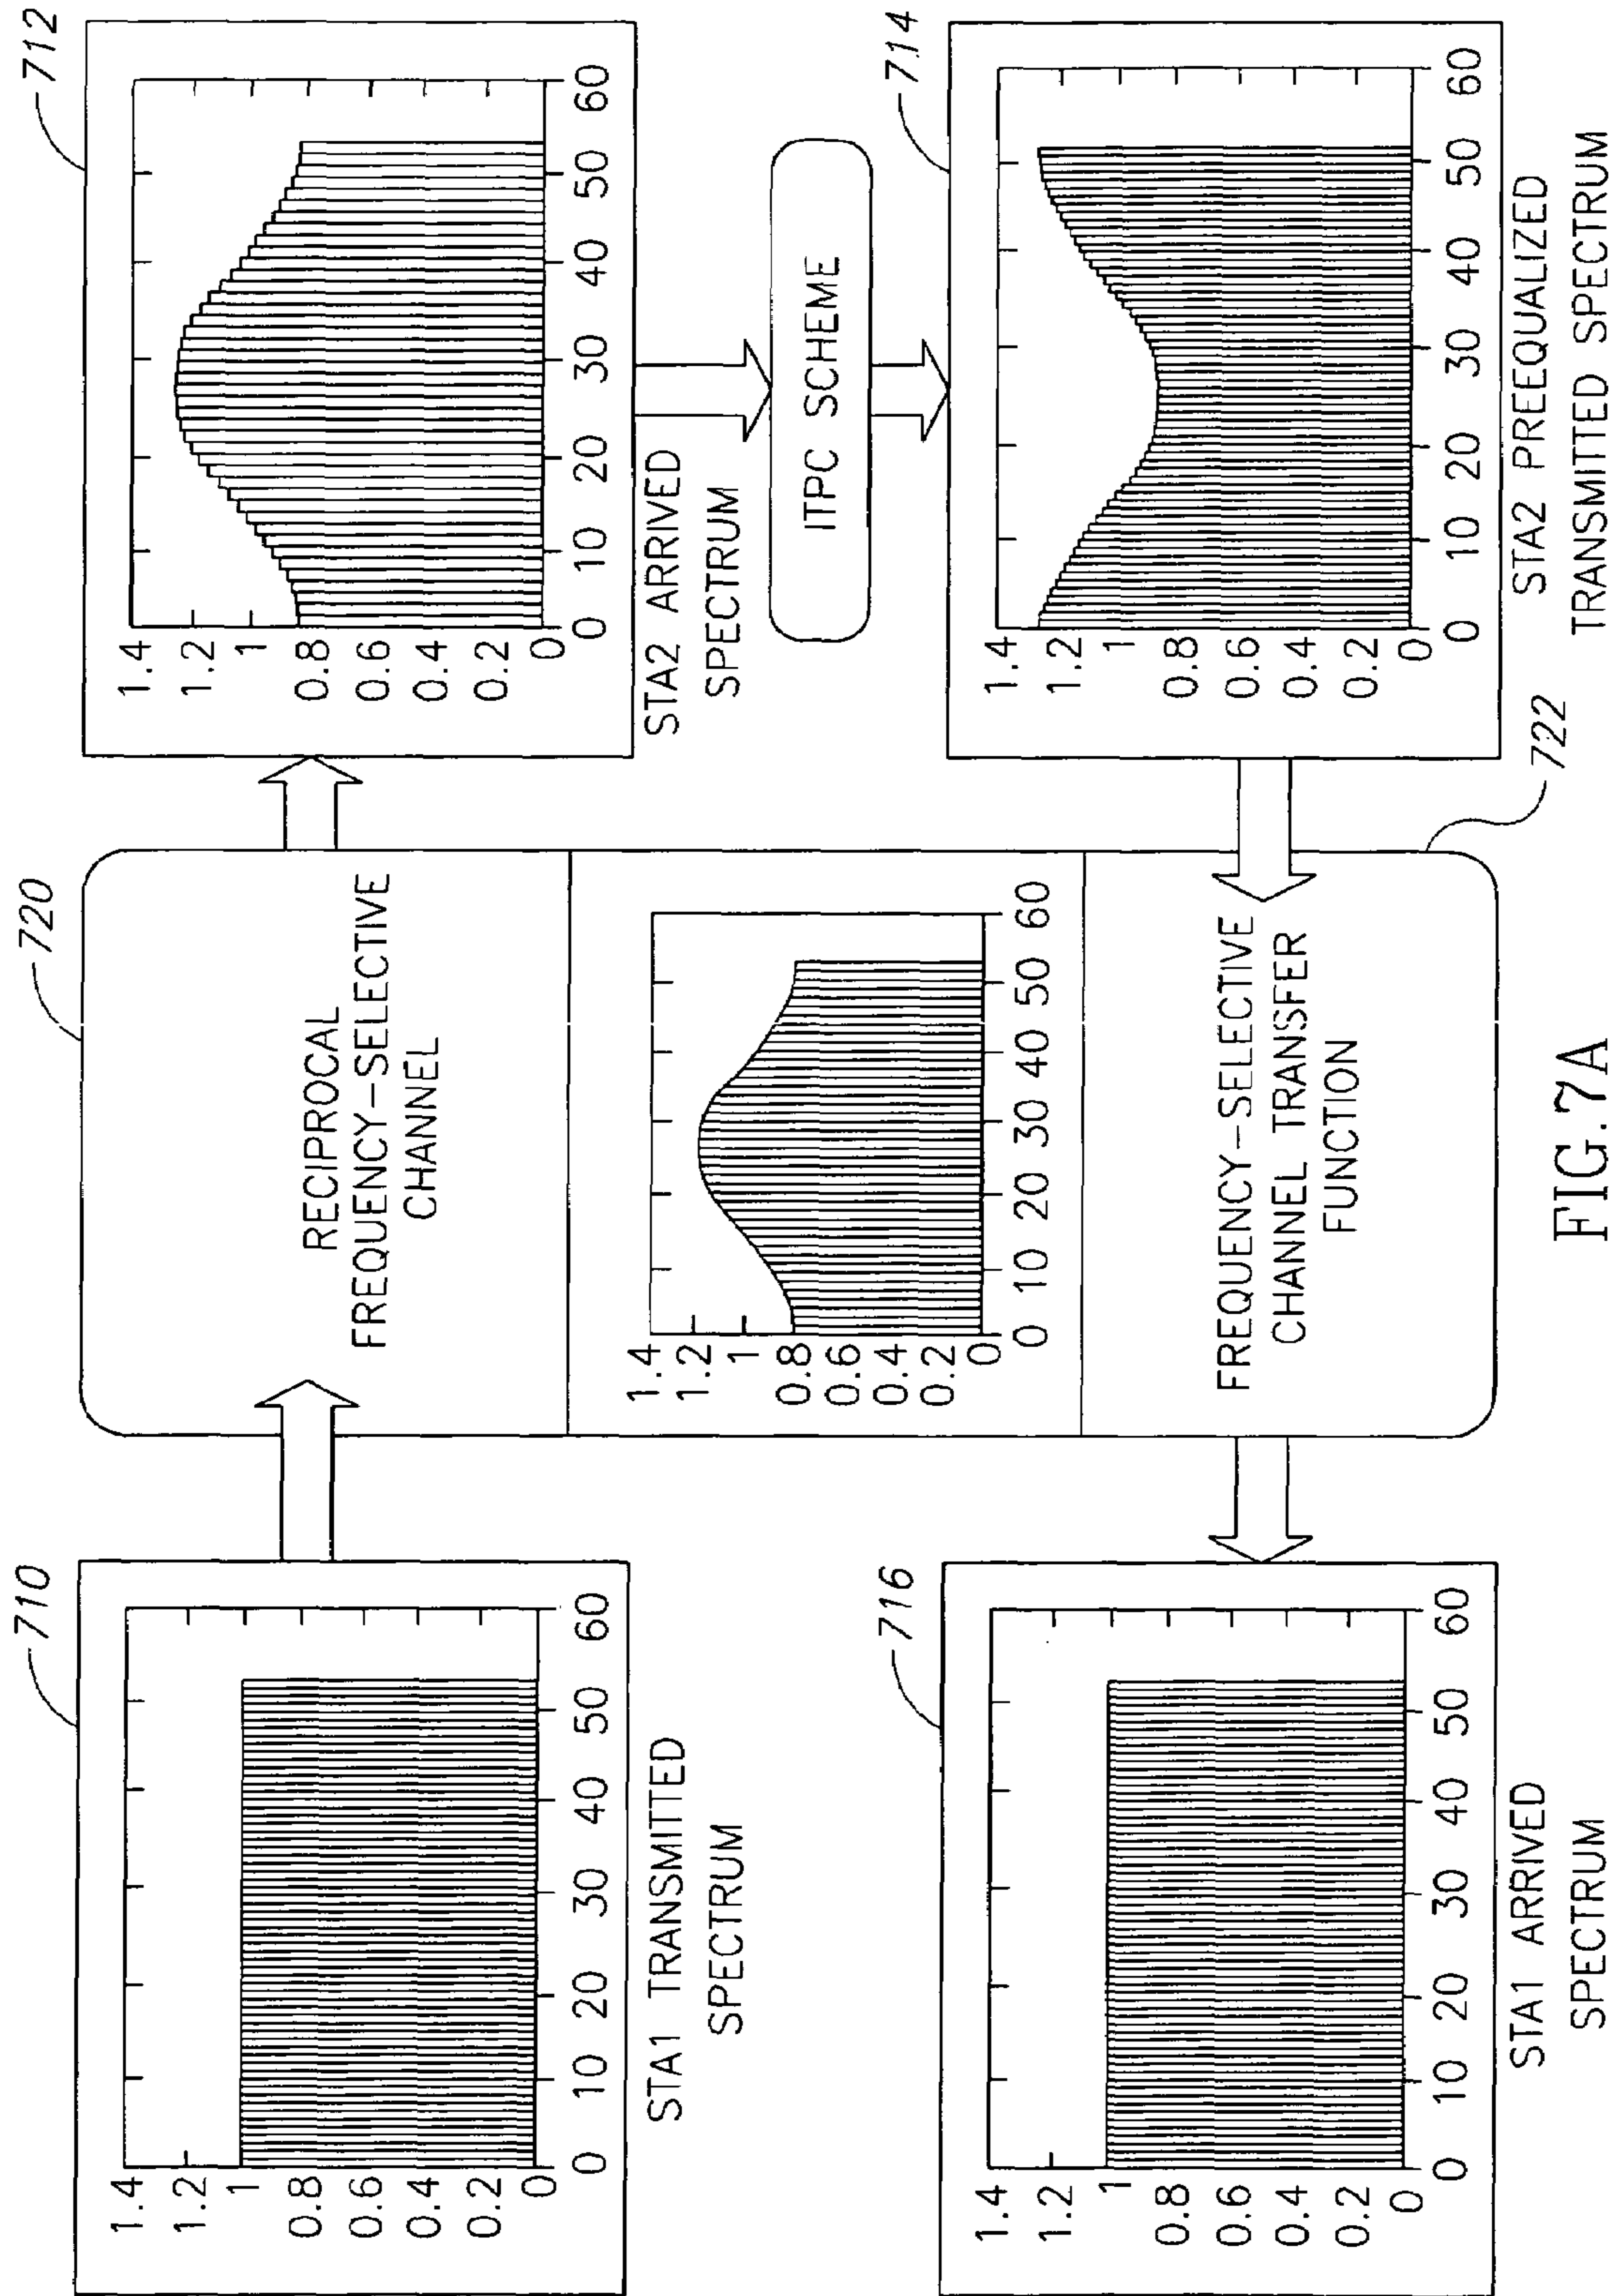 710
1.4
1.2
1
0.8
0.6
0.4
0.2
0
0 10 20 30 40 50 60
STA1 TRANSMITTED
SPECTRUM
720
RECIPROCAL
FREQUENCY-SELECTIVE
CHANNEL
712
1.4
1.2
1
0.8
0.6
0.4
0.2
0
0 10 20 30 40 50 60
STA2 ARRIVED
SPECTRUM
1.4
1.2
1
0.8
0.6
0.4
0.2
0
0 10 20 30 40 50 60
ITPC SCHEME
716
1.4
1.2
1
0.8
0.6
0.4
0.2
0
0 10 20 30 40 50 60
STA1 ARRIVED
SPECTRUM
FREQUENCY-SELECTIVE
CHANNEL TRANSFER
FUNCTION
722
714
1.4
1.2
1
0.8
0.6
0.4
0.2
0
0 10 20 30 40 50 60
STA2 PREEQUALIZED
TRANSMITTED SPECTRUM
FIG.7A